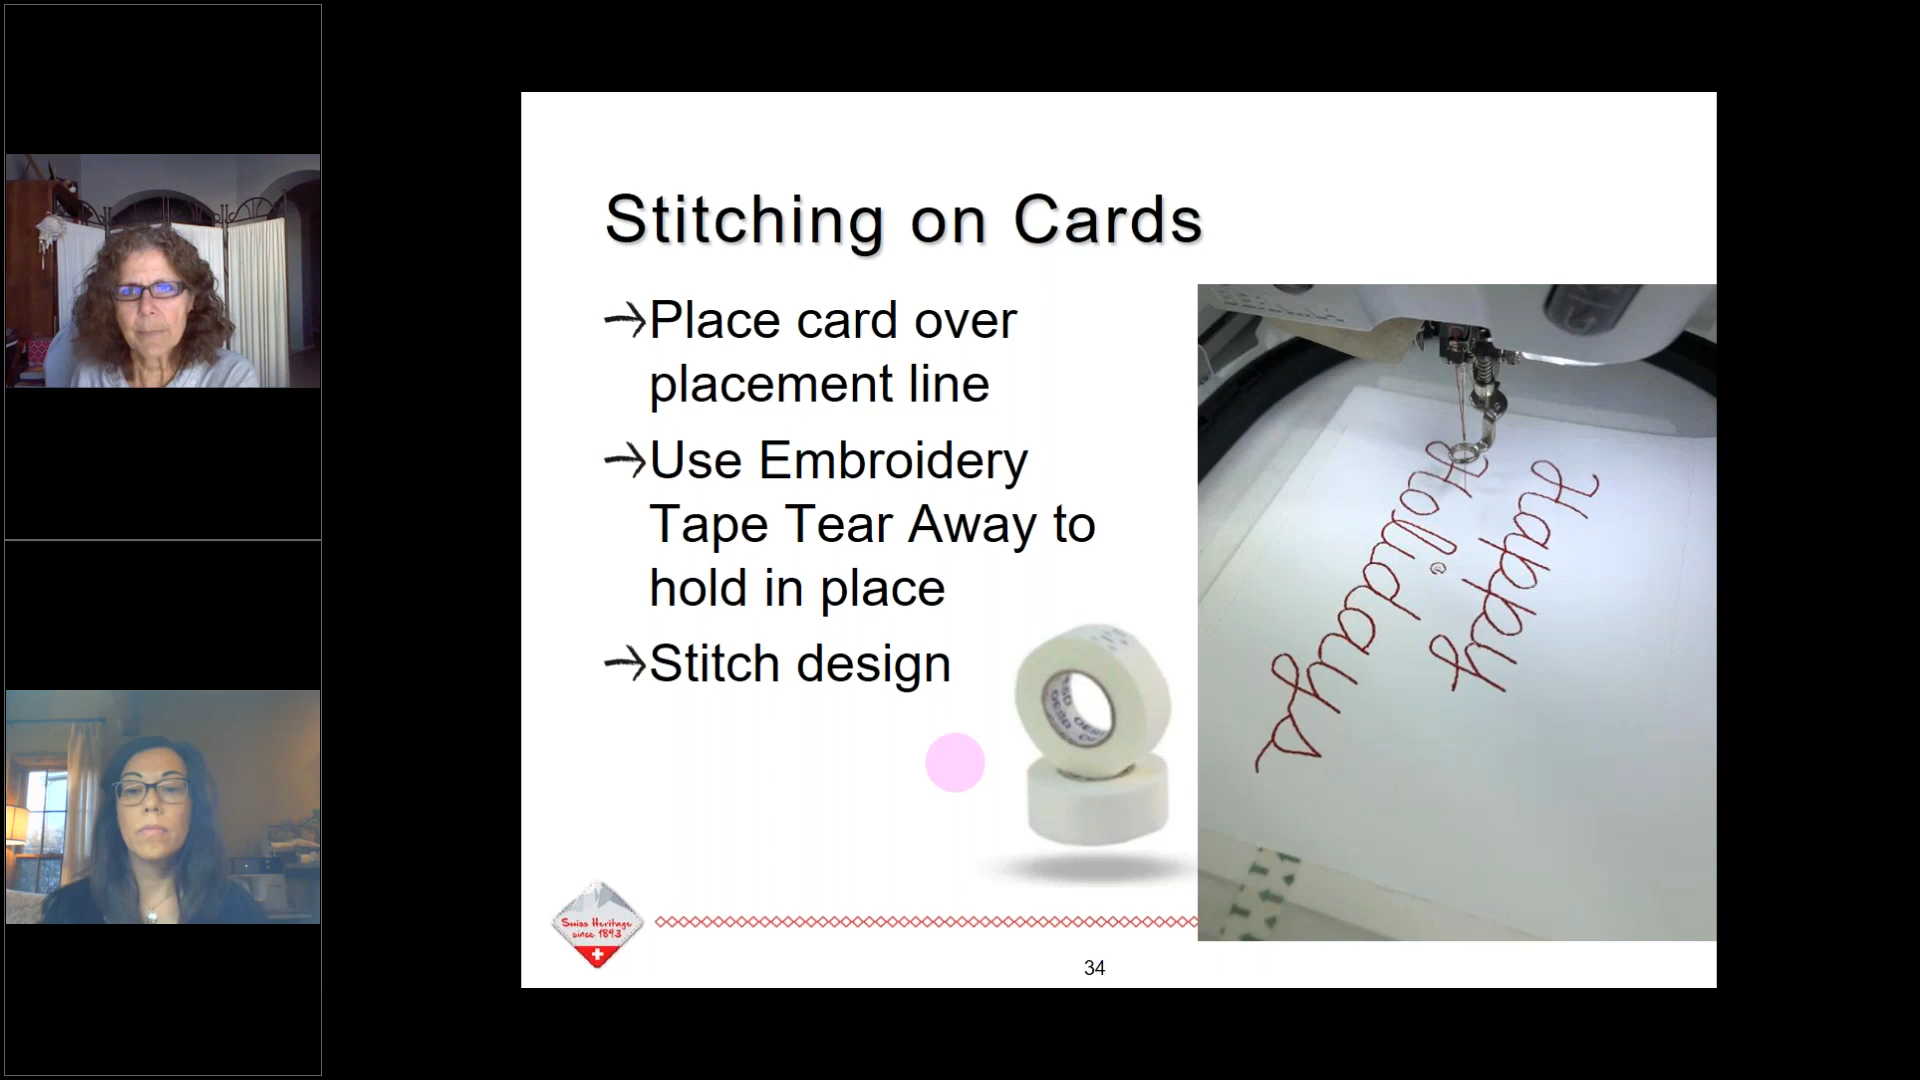 Stitching on Cards
Place card over
placement line
Use Embroidery
Tape Tear Away to
hold in place
Stitch design
Happy
Holidays
Swiss Heritage
since 1893
34